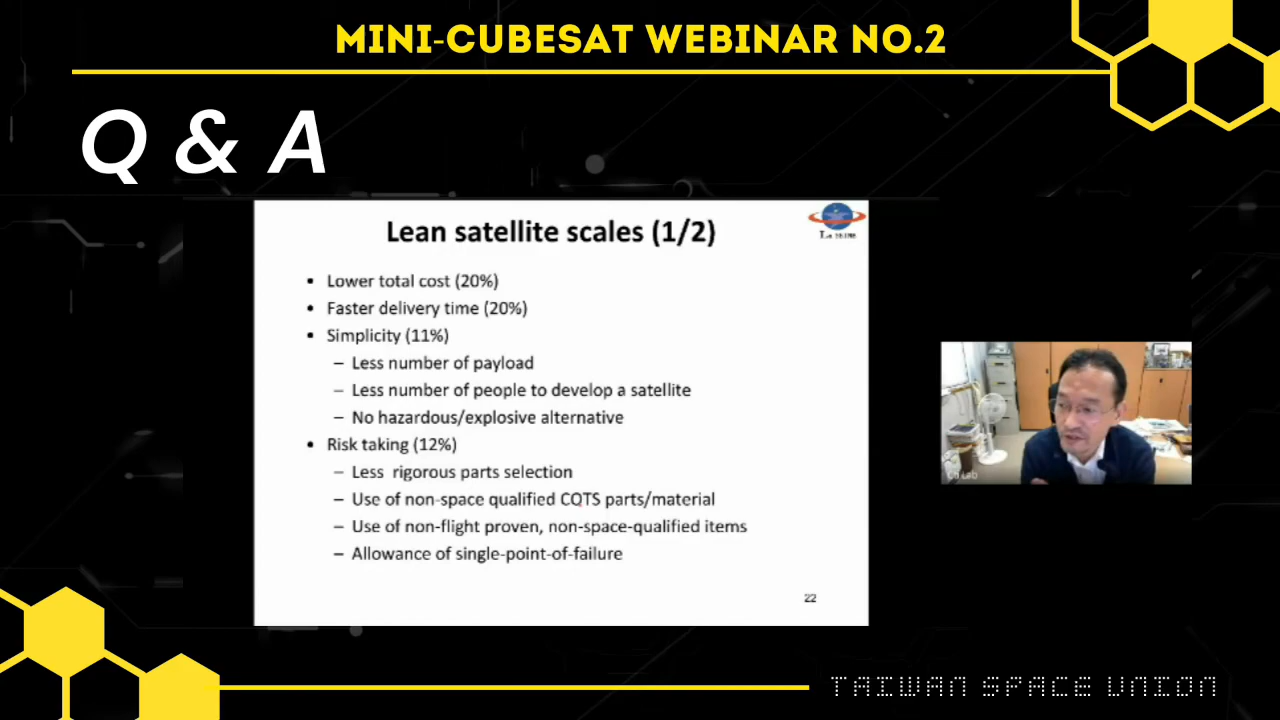 MINI-CUBESAT WEBINAR NO.2
Q & A
Lean satellite scales (1/2)
• Lower total cost (20%)
• Faster delivery time (20%)
• Simplicity (11%)
– Less number of payload
– Less number of people to develop a satellite
– No hazardous/explosive alternative
• Risk taking (12%)
– Less rigorous parts selection
– Use of non-space qualified COTS parts/material
– Use of non-flight proven, non-space-qualified items
– Allowance of single-point-of-failure
22
TAIWAN SPACE UNION